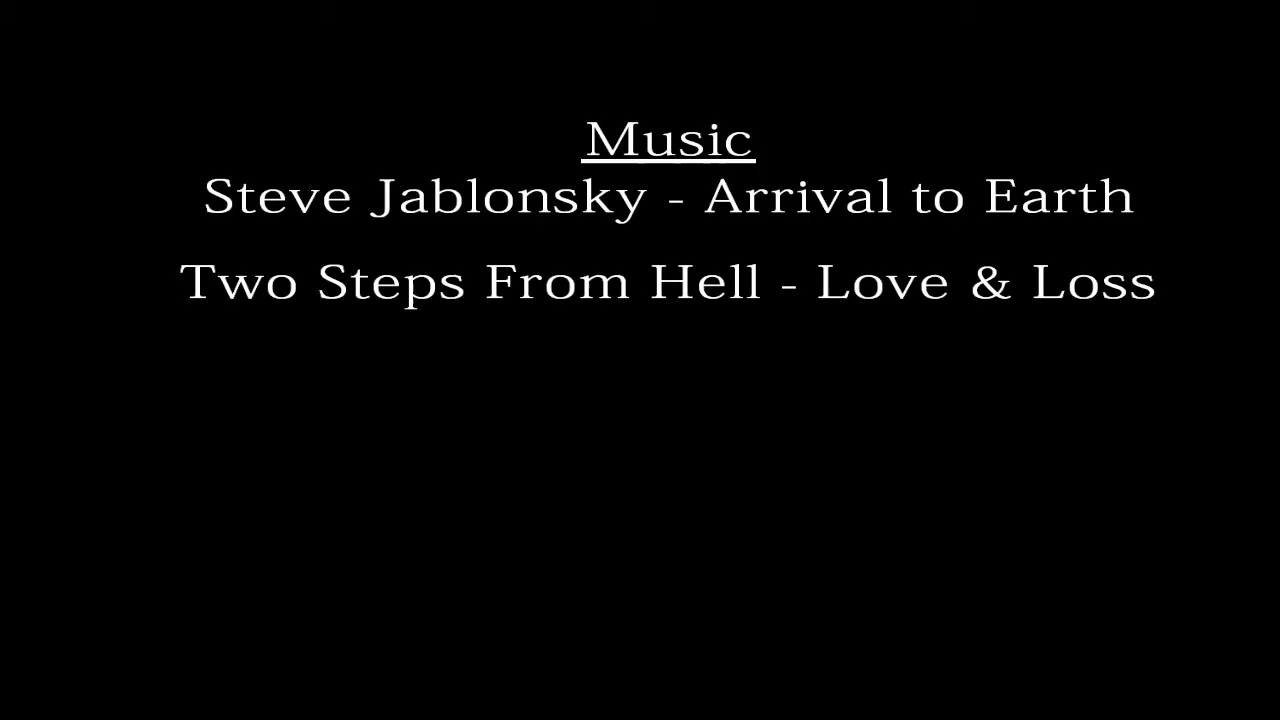 Music
Steve Jablonsky - Arrival to Earth
Two Steps From Hell - Love & Loss